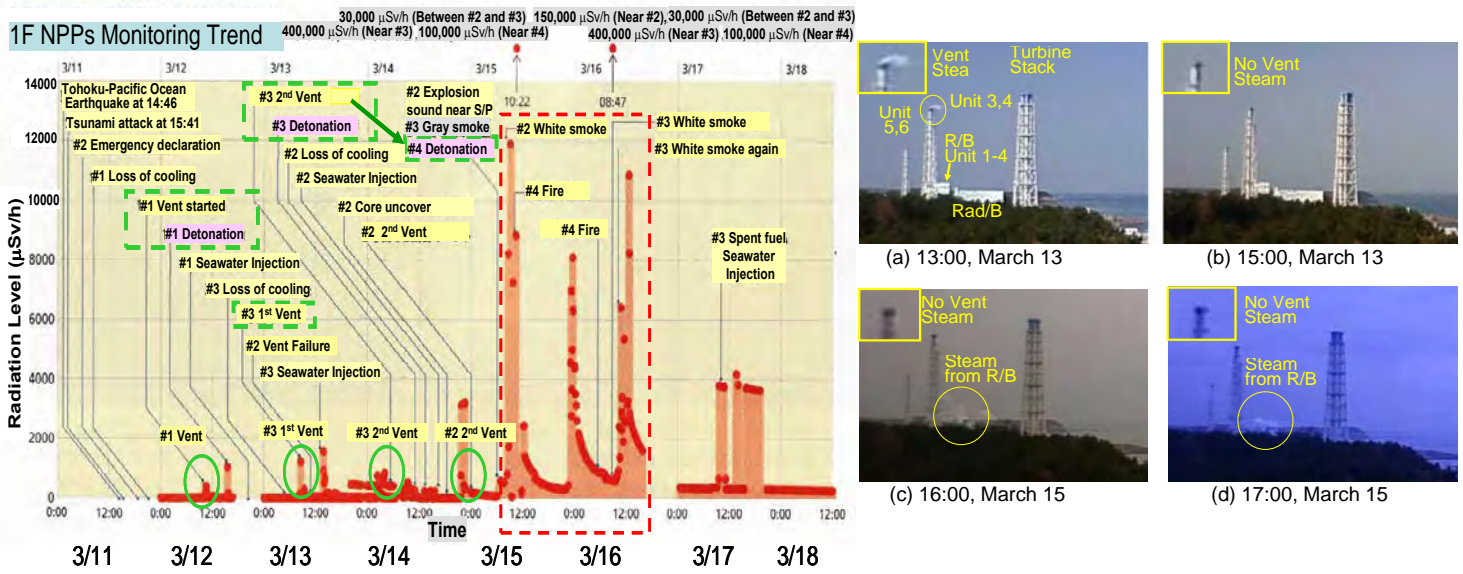 30,000 µSv/h (Between #2 and #3)
150,000 µSv/h (Near #2), 30,000 µSv/h (Between #2 and #3)
1F NPPs Monitoring Trend
400,000 µSv/h (Near #3)
100,000 µSv/h (Near #4)
400,000 µSv/h (Near #3)
100,000 µSv/h (Near #4)
3/11
3/12
3/13
3/14
3/15
3/16
3/17
3/18
Radiation Level (µSv/h)
14000
12000
10000
8000
6000
4000
2000
0
Tohoku-Pacific Ocean
Earthquake at 14:46
Tsunami attack at 15:41
#2 Emergency declaration
#1 Loss of cooling
#1 Vent started
#1 Detonation
#1 Seawater Injection
#3 Loss of cooling
#3 1st Vent
#2 Vent Failure
#3 Seawater Injection
#3 2nd Vent
#3 Detonation
#2 Loss of cooling
#2 Seawater Injection
#2 Core uncover
#2 2nd Vent
#2 Explosion
sound near S/P
#3 Gray smoke
#4 Detonation
10:22
08:47
#2 White smoke
#4 Fire
#4 Fire
#3 White smoke
#3 White smoke again
#3 Spent fuel
Seawater
Injection
#1 Vent
#3 1st Vent
#3 2nd Vent
#2 2nd Vent
0:00 12:00 0:00 12:00 0:00 12:00 0:00 12:00 0:00 12:00 0:00 12:00 0:00 12:00 0:00 12:00
Time
3/11 3/12 3/13 3/14 3/15 3/16 3/17 3/18
Vent
Stea
Turbine
Stack
Unit 3,4
Unit
5,6
R/B
Unit 1-4
Rad/B
(a) 13:00, March 13
No Vent
Steam
(b) 15:00, March 13
No Vent
Steam
Steam
from R/B
(c) 16:00, March 15
No Vent
Steam
Steam
from R/B
(d) 17:00, March 15